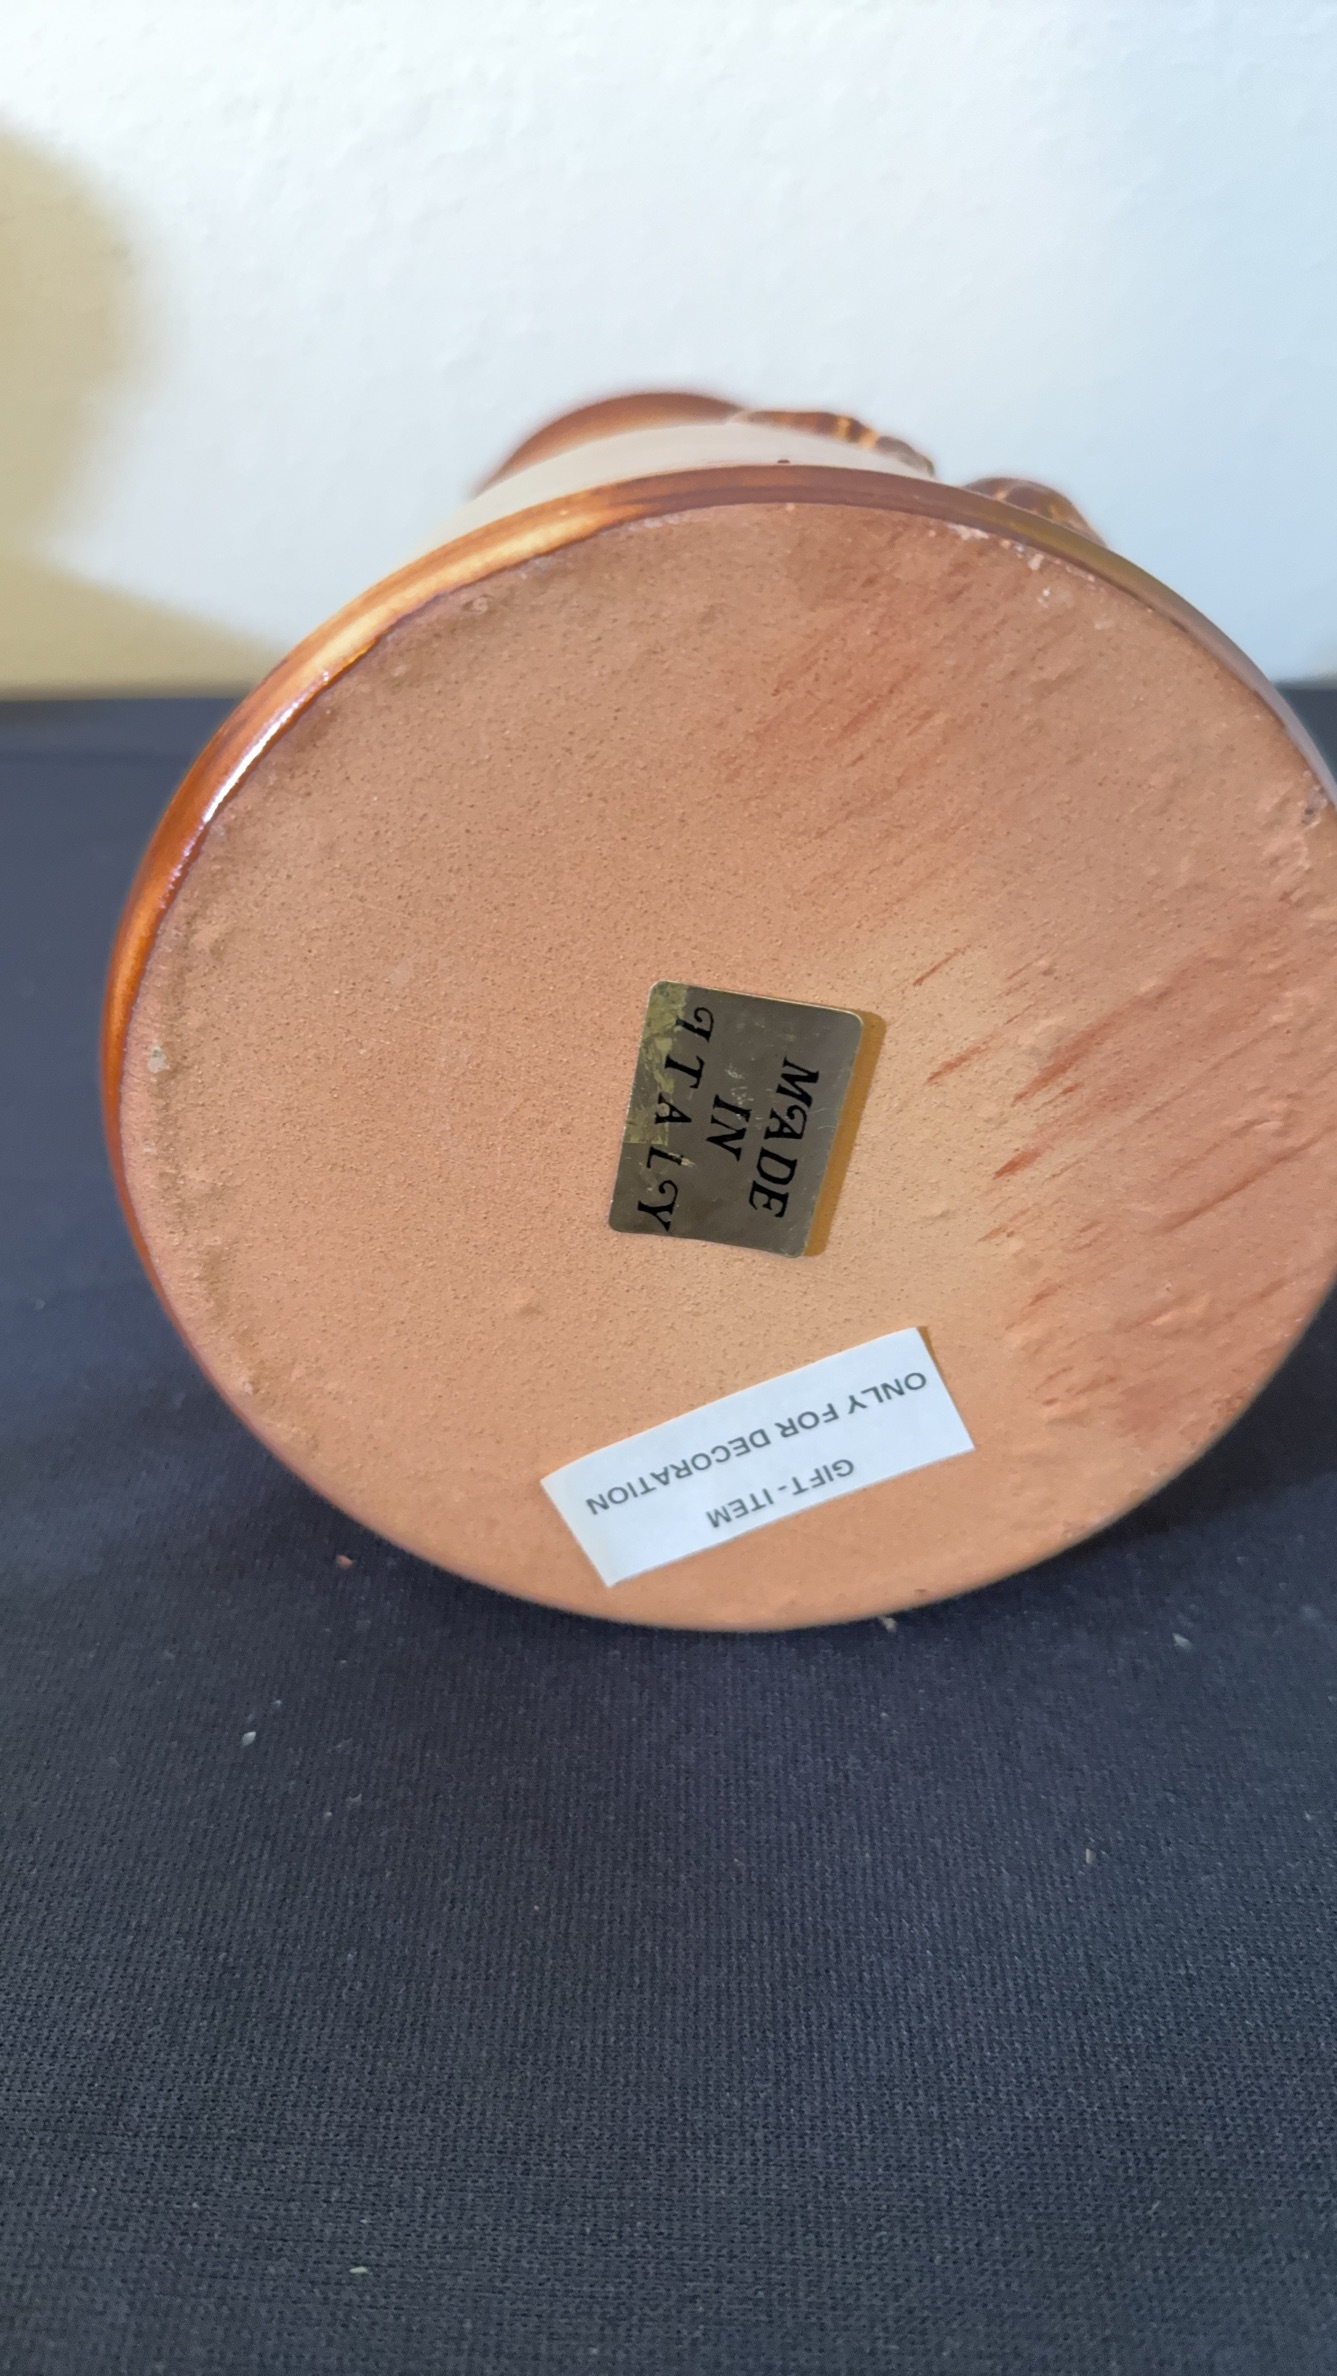 MADE
IN
ITALY
GIFT - ITEM
ONLY FOR DECORATION